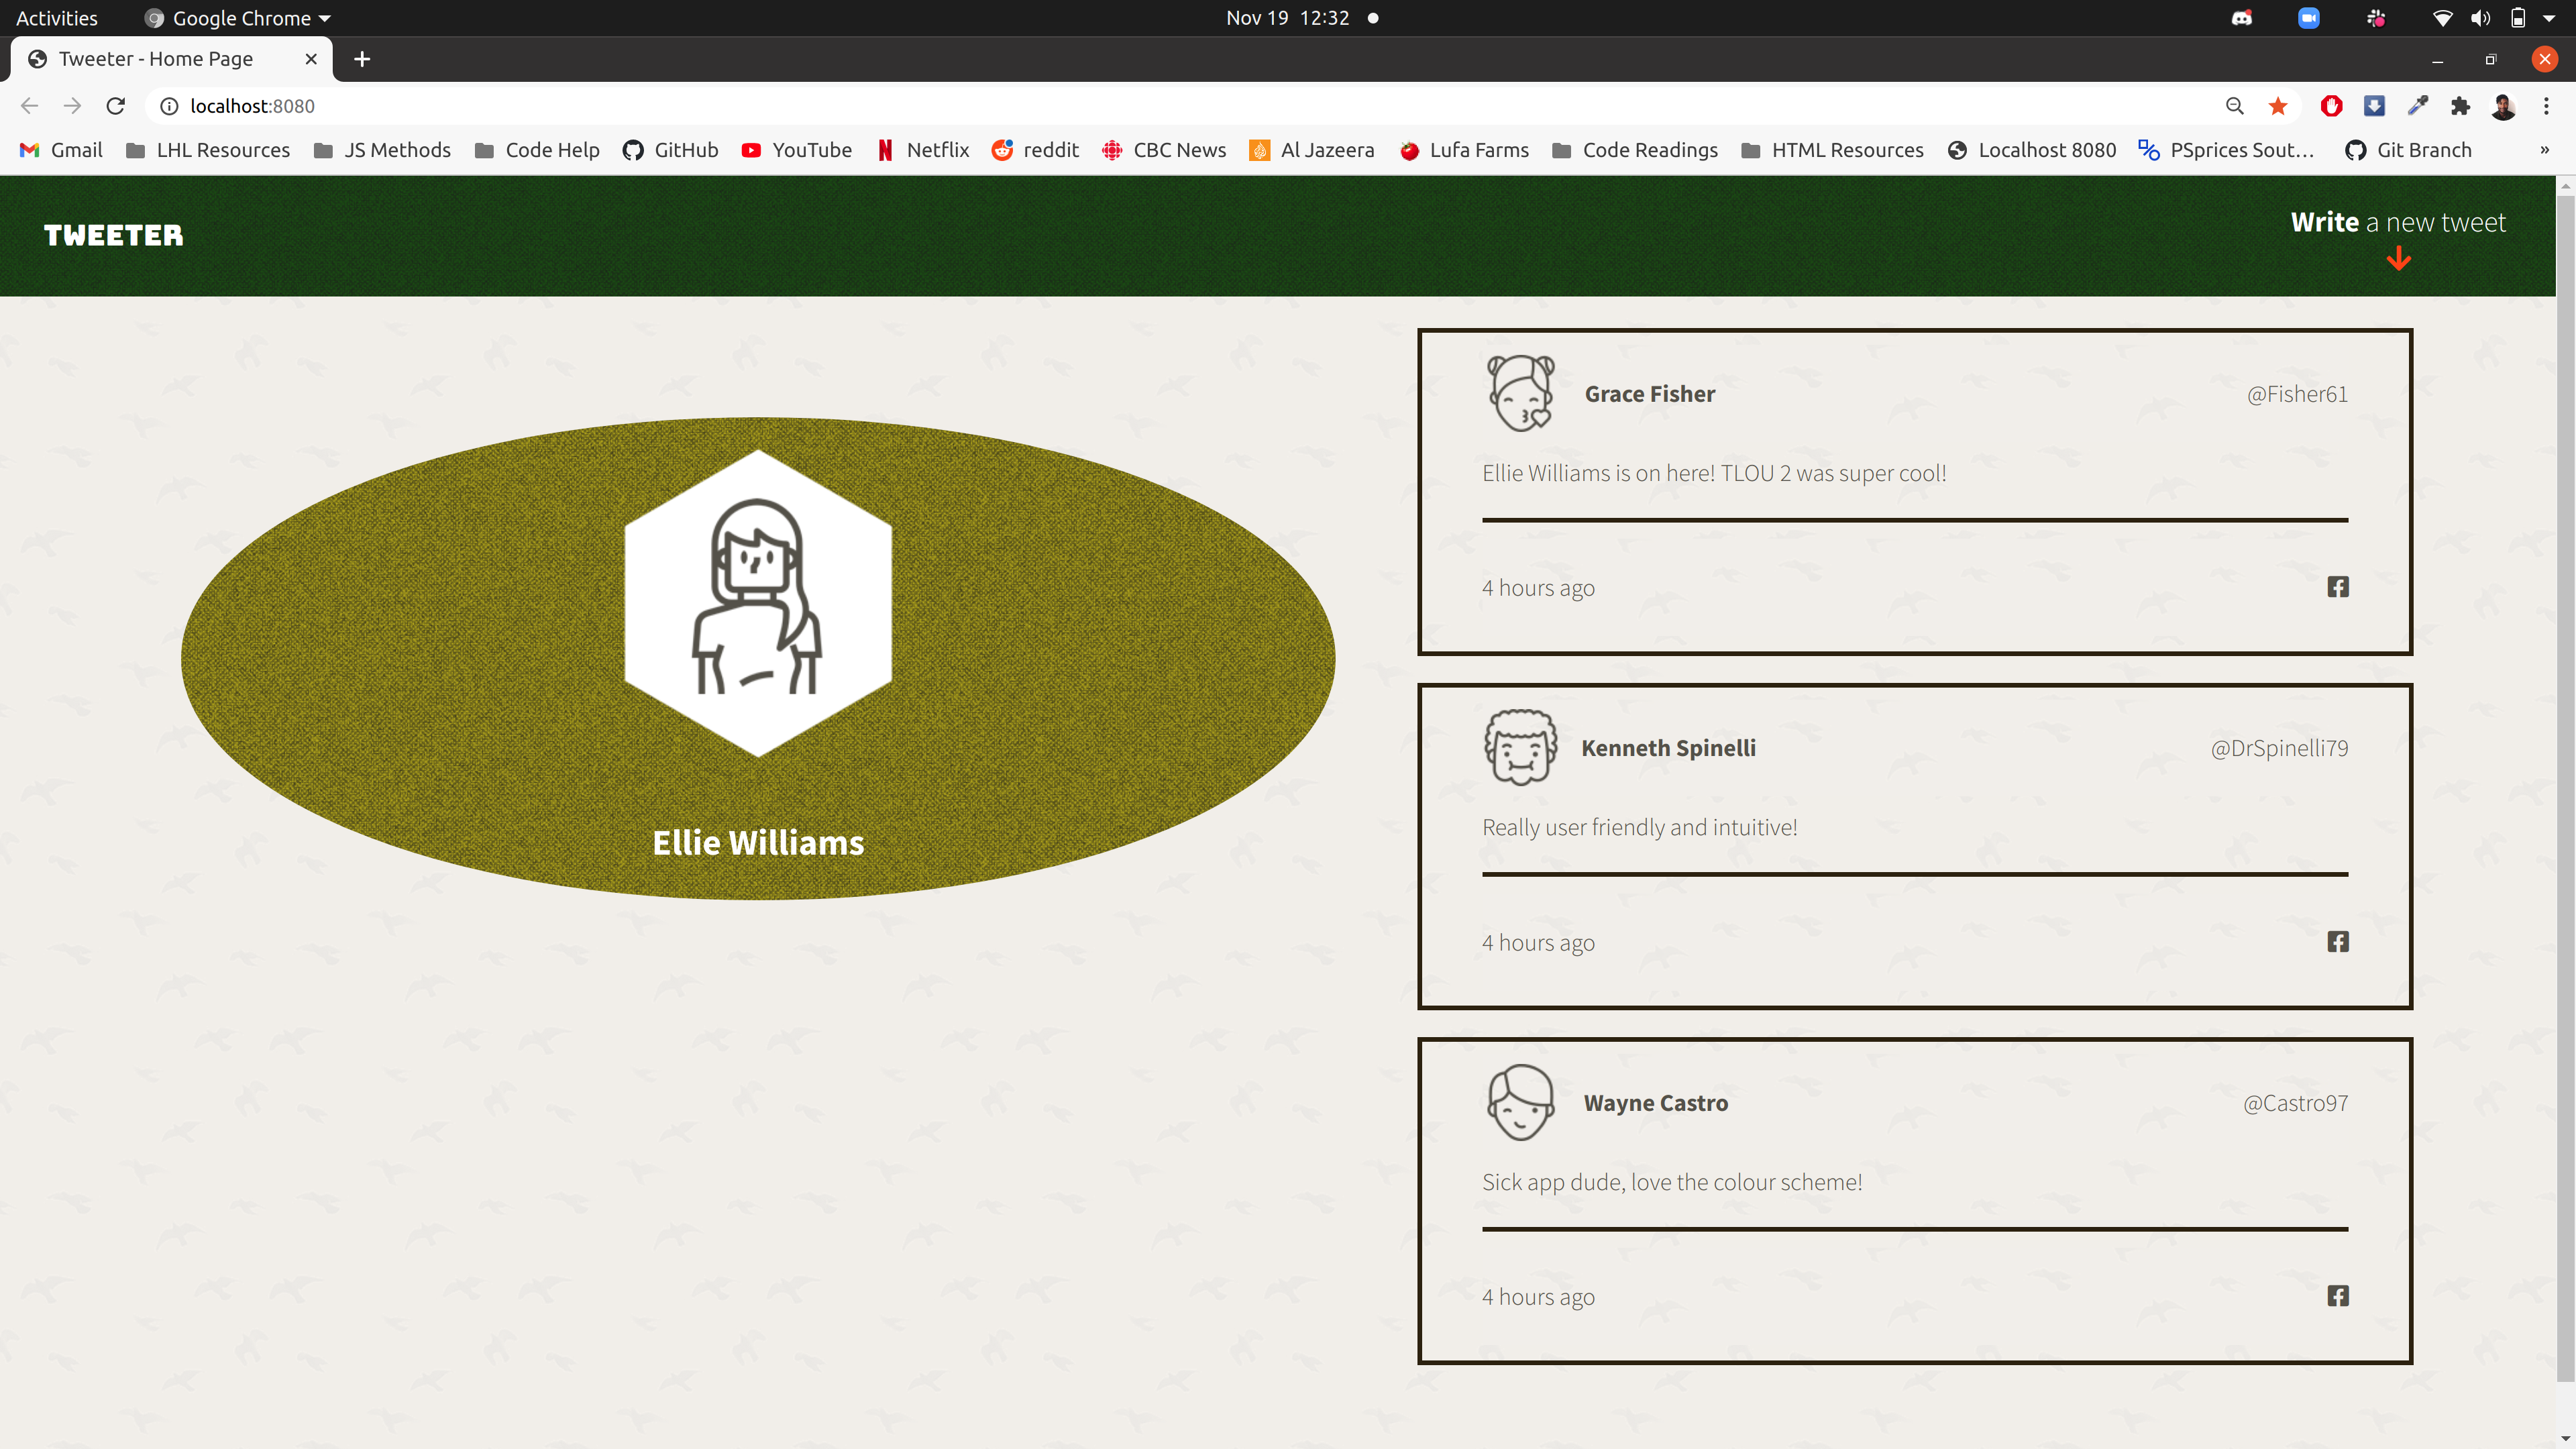 Activities Google Chrome Nov 19 12:32
Tweeter - Home Page
localhost:8080
Gmail LHL Resources JS Methods Code Help GitHub YouTube Netflix reddit CBC News Al Jazeera Lufa Farms Code Readings HTML Resources Localhost 8080 PSprices Sout... Git Branch »
TWEETER
Write a new tweet
Ellie Williams
Grace Fisher @Fisher61
Ellie Williams is on here! TLOU 2 was super cool!
4 hours ago
Kenneth Spinelli @DrSpinelli79
Really user friendly and intuitive!
4 hours ago
Wayne Castro @Castro97
Sick app dude, love the colour scheme!
4 hours ago